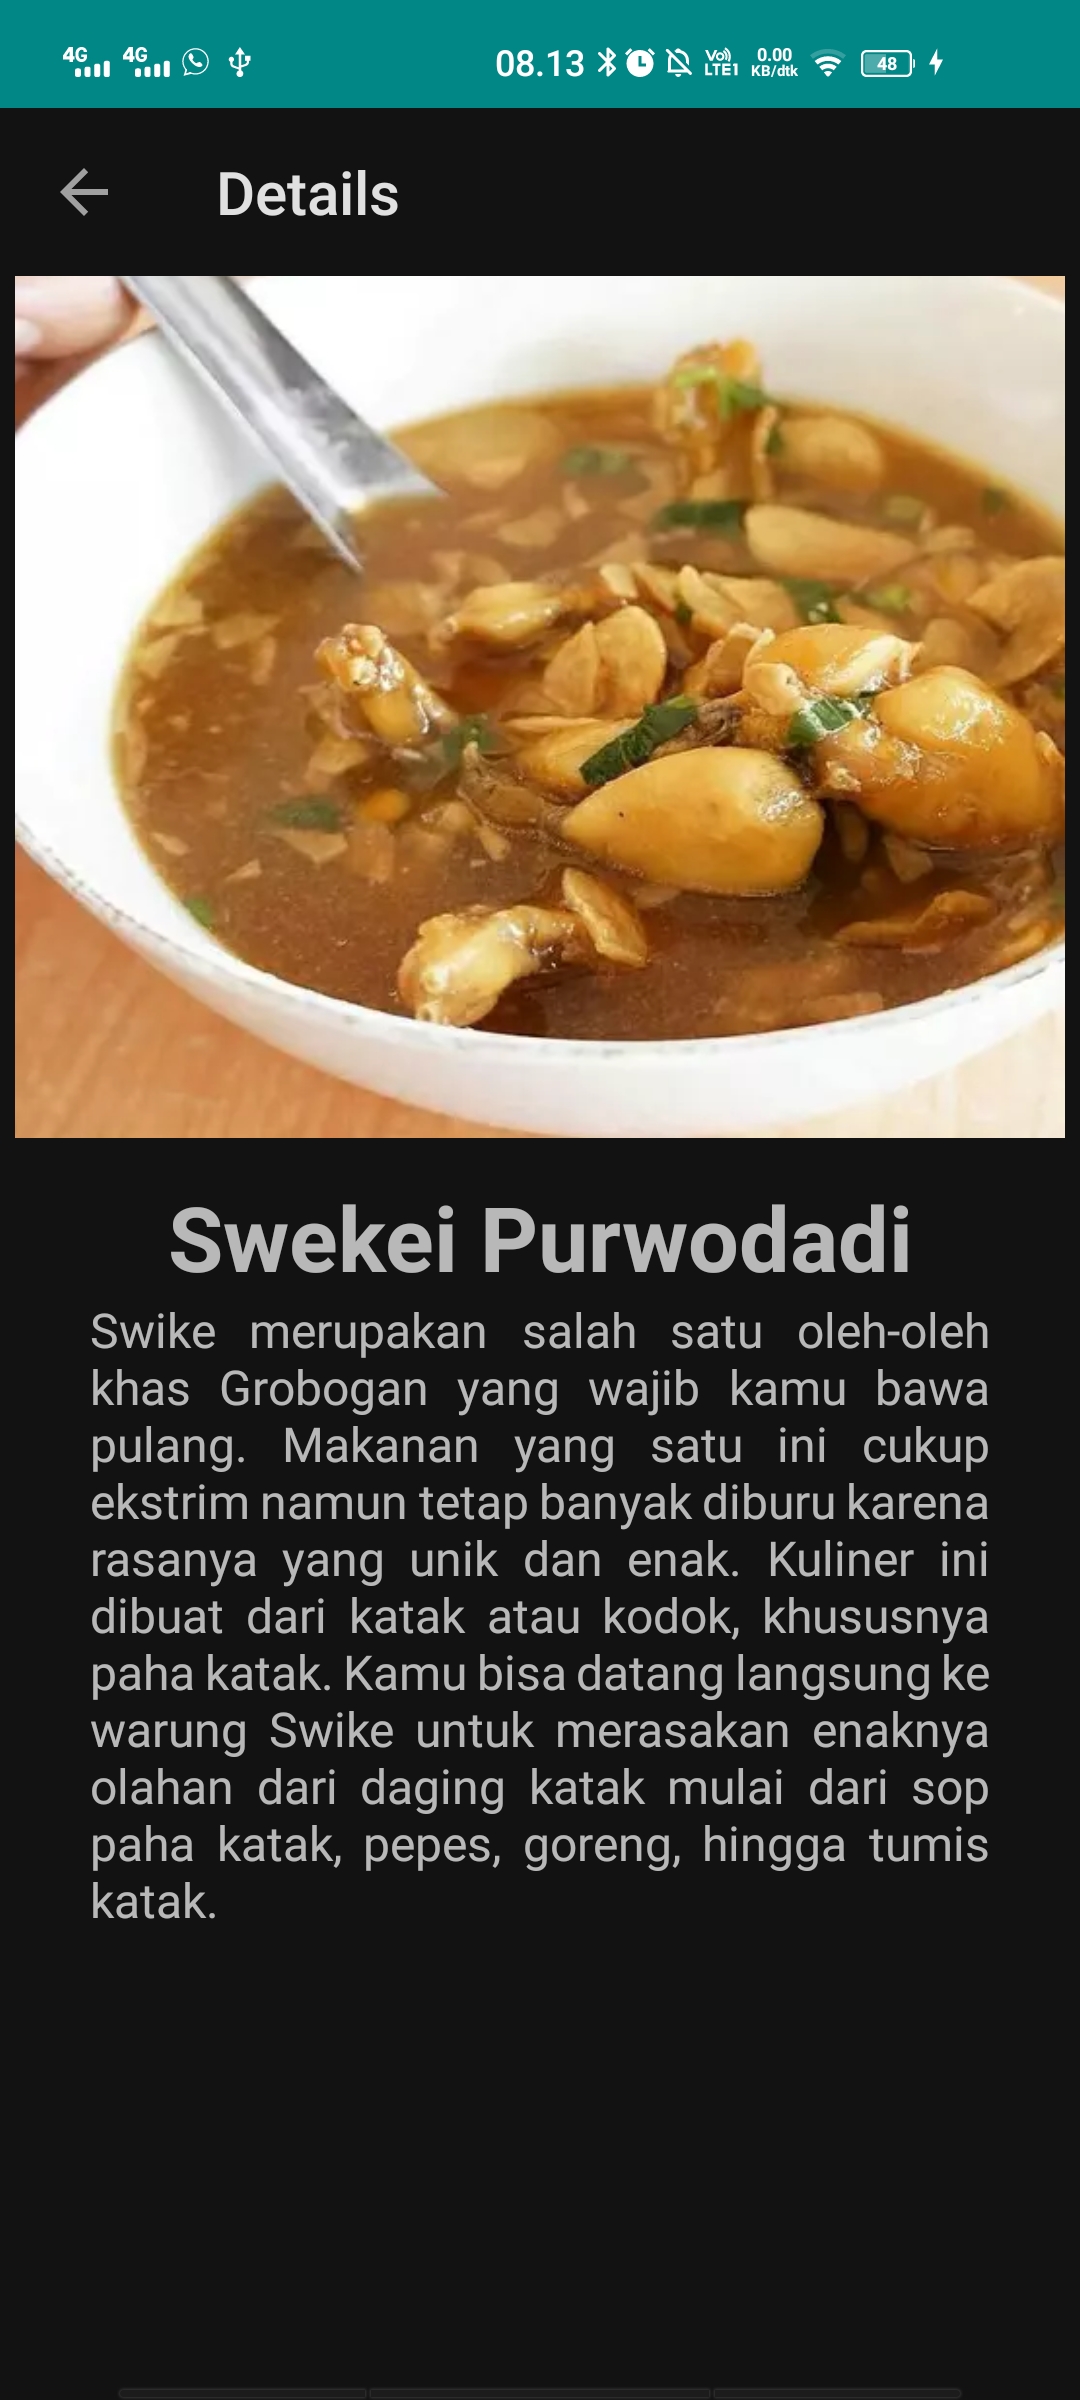 4G 4G 08.13 Vo)) LTE1 0.00 KB/dtk 48
Details
Swekei Purwodadi
Swike merupakan salah satu oleh-oleh
khas Grobogan yang wajib kamu bawa
pulang. Makanan yang satu ini cukup
ekstrim namun tetap banyak diburu karena
rasanya yang unik dan enak. Kuliner ini
dibuat dari katak atau kodok, khususnya
paha katak. Kamu bisa datang langsung ke
warung Swike untuk merasakan enaknya
olahan dari daging katak mulai dari sop
paha katak, pepes, goreng, hingga tumis
katak.